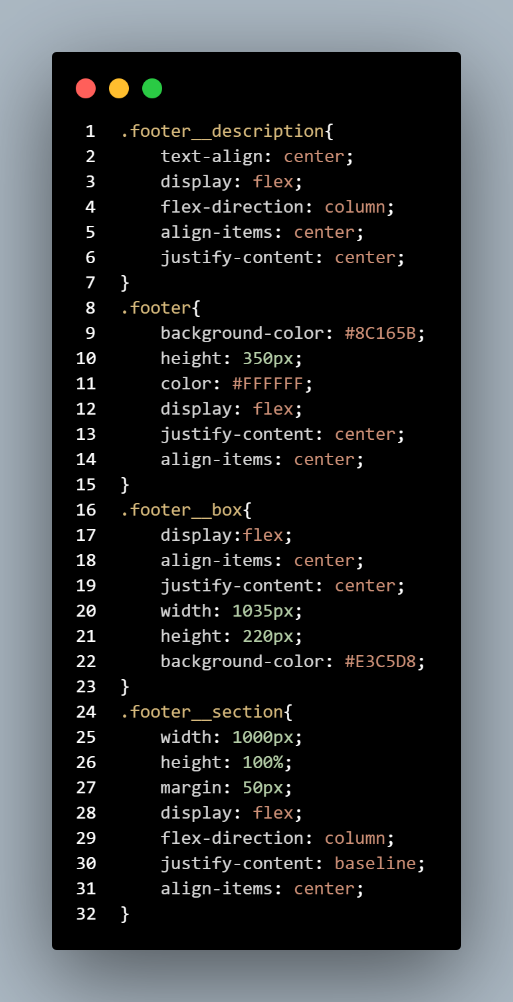 1 .footer__description{
2     text-align: center;
3     display: flex;
4     flex-direction: column;
5     align-items: center;
6     justify-content: center;
7 }
8 .footer{
9     background-color: #8C165B;
10     height: 350px;
11     color: #FFFFFF;
12     display: flex;
13     justify-content: center;
14     align-items: center;
15 }
16 .footer__box{
17     display:flex;
18     align-items: center;
19     justify-content: center;
20     width: 1035px;
21     height: 220px;
22     background-color: #E3C5D8;
23 }
24 .footer__section{
25     width: 1000px;
26     height: 100%;
27     margin: 50px;
28     display: flex;
29     flex-direction: column;
30     justify-content: baseline;
31     align-items: center;
32 }